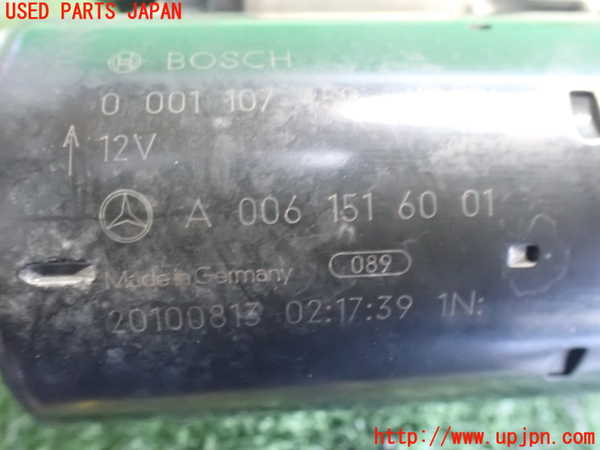 USED PARTS JAPAN
BOSCH
0 001 107
12V
A 006 151 60 01
Made in Germany 089
20100813 02:17:39 1N:
http://www.upjpn.com/